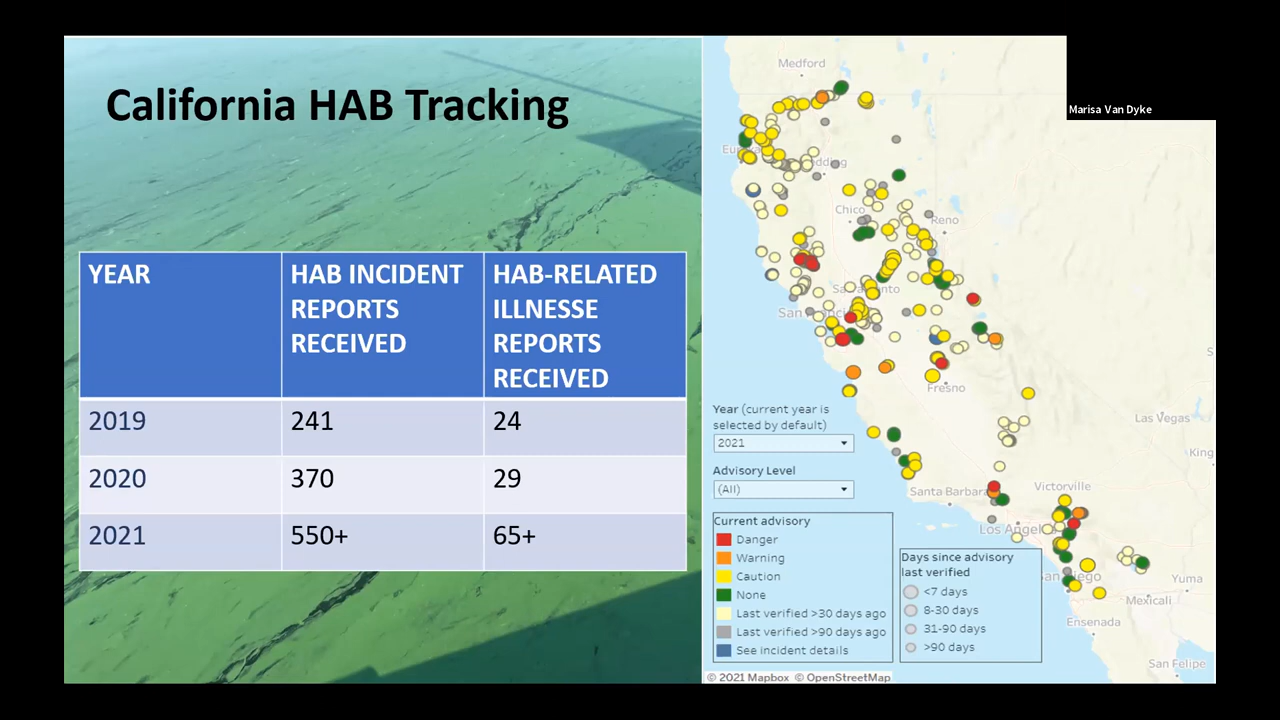 California HAB Tracking
YEAR
HAB INCIDENT
REPORTS
RECEIVED
HAB-RELATED
ILLNESSE
REPORTS
RECEIVED
2019
241
24
2020
370
29
2021
550+
65+
Marisa Van Dyke
Medford
Chico
Reno
Fresno
Las Vegas
King
S
Santa Barbara
Victorville
Los Angel
Yuma
Mexicali
Ensenada
San Felipe
Year (current year is
selected by default)
2021
Advisory Level
(All)
Current advisory
Danger
Warning
Caution
None
Last verified >30 days ago
Last verified >90 days ago
See incident details
Days since advisory
last verified
<7 days
8-30 days
31-90 days
>90 days
© 2021 Mapbox © OpenStreetMap